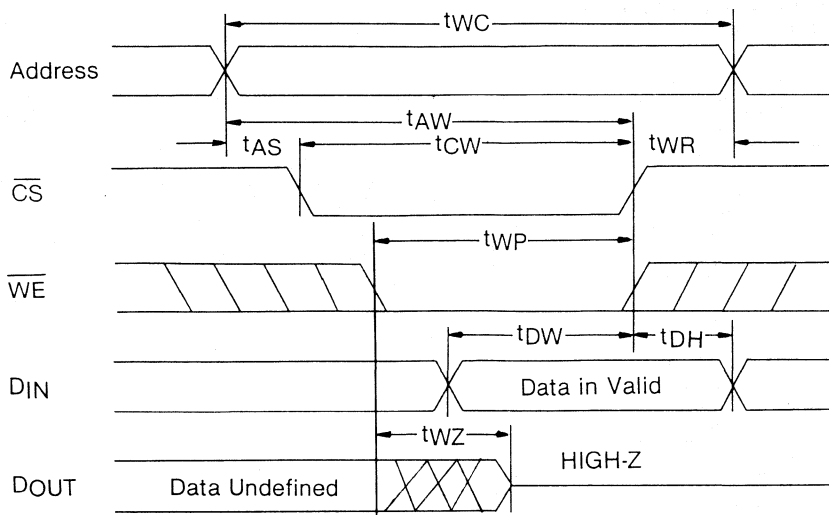 tWC
Address
tAW
tAS tCW tWR
CS
tWP
WE
tDW tDH
DIN Data in Valid
tWZ
HIGH-Z
DOUT Data Undefined